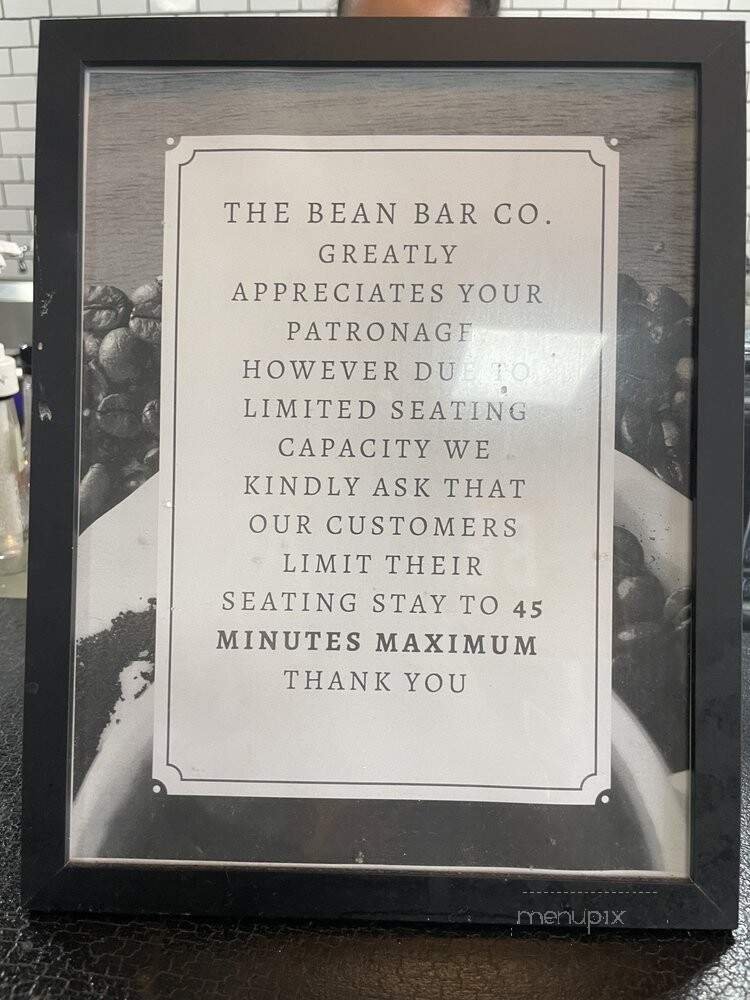 THE BEAN BAR CO.
GREATLY
APPRECIATES YOUR
PATRONAGE
HOWEVER DUE TO
LIMITED SEATING
CAPACITY WE
KINDLY ASK THAT
OUR CUSTOMERS
LIMIT THEIR
SEATING STAY TO 45
MINUTES MAXIMUM
THANK YOU
menupix